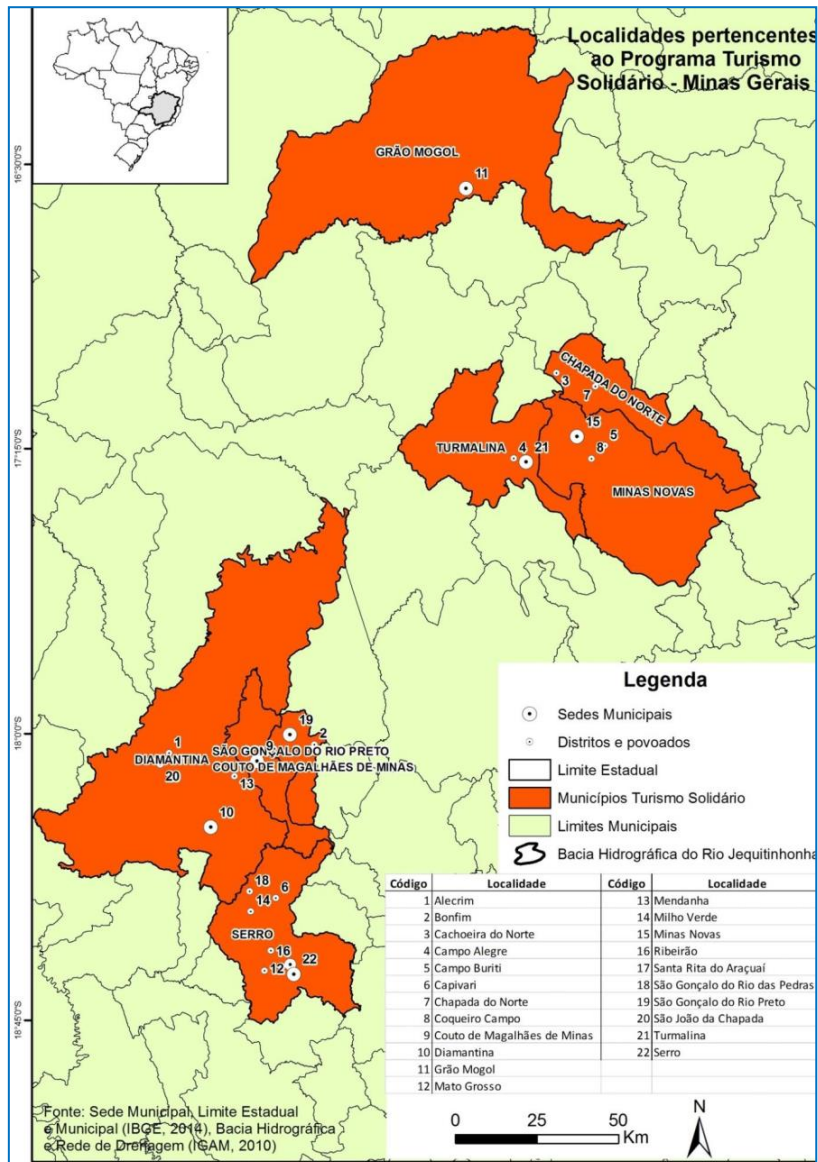 Localidades pertencentes
ao Programa Turismo
Solidário - Minas Gerais
16°30'0"S
GRÃO MOGOL
11
CHAPADA DO NORTE
3
7
15
5
17°15'0"S
TURMALINA
4
21
8
MINAS NOVAS
18°0'0"S
19
2
1
9
DIAMANTINA
SÃO GONÇALO DO RIO PRETO
COUTO DE MAGALHÃES DE MINAS
20
13
10
18
6
14
SERRO
16
22
12
18°45'0"S
Legenda
Sedes Municipais
Distritos e povoados
Limite Estadual
Municípios Turismo Solidário
Limites Municipais
Bacia Hidrográfica do Rio Jequitinhonha
Código Localidade Código Localidade
1 Alecrim 13 Mendanha
2 Bonfim 14 Milho Verde
3 Cachoeira do Norte 15 Minas Novas
4 Campo Alegre 16 Ribeirão
5 Campo Buriti 17 Santa Rita do Araçuaí
6 Capivari 18 São Gonçalo do Rio das Pedras
7 Chapada do Norte 19 São Gonçalo do Rio Preto
8 Coqueiro Campo 20 São João da Chapada
9 Couto de Magalhães de Minas 21 Turmalina
10 Diamantina 22 Serro
11 Grão Mogol
12 Mato Grosso
Fonte: Sede Municipal, Limite Estadual
e Municipal (IBGE, 2014), Bacia Hidrográfica
e Rede de Drenagem (IGAM, 2010)
0 25 50
Km
N